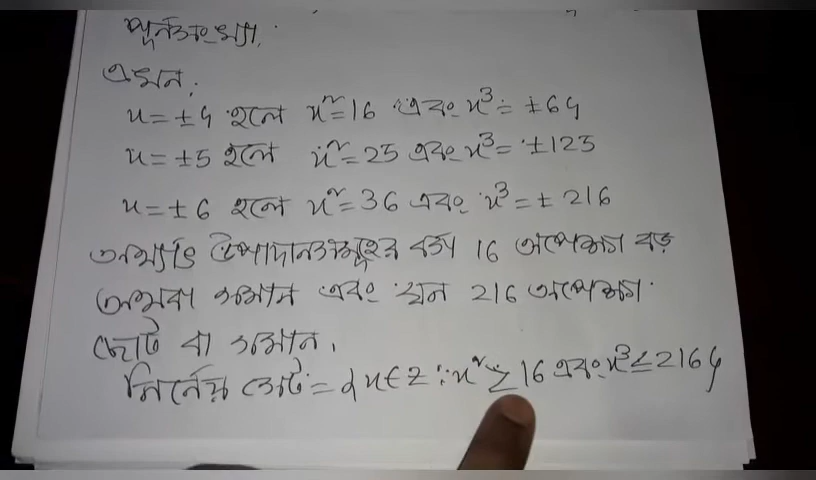 পূর্নসংখ্যা,
এখন,
x = ±4 হলে x² = 16 এবং x³ = ±64
x = ±5 হলে x² = 25 এবং x³ = ±125
x = ±6 হলে x² = 36 এবং x³ = ± 216
অর্থ্যাৎ উপাদানসমূহের বর্গ 16 অপেক্ষা বড়
অথবা সমান এবং ঘন 216 অপেক্ষা
ছোট বা সমান।
নির্নেয় সেট = {x ∈ Z : x² ≥ 16 এবং x³ ≤ 216}